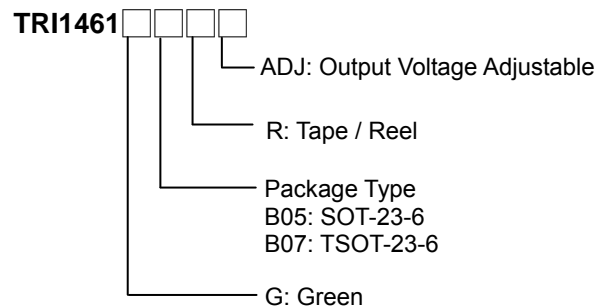 TRI1461
ADJ: Output Voltage Adjustable
R: Tape / Reel
Package Type
B05: SOT-23-6
B07: TSOT-23-6
G: Green